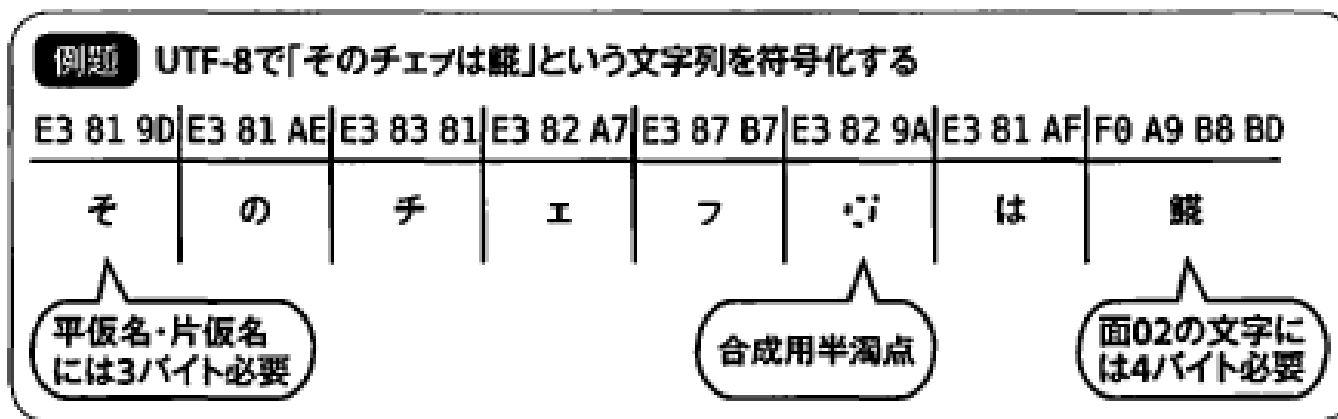 例題 UTF-8で「そのチェㇷ゚は𩸽」という文字列を符号化する
E3 81 9D E3 81 AE E3 83 81 E3 82 A7 E3 87 B7 E3 82 9A E3 81 AF F0 A9 B8 BD
そ の チ ェ ㇷ ◌゚ は 𩸽
平仮名・片仮名
には3バイト必要
合成用半濁点
面02の文字に
は4バイト必要